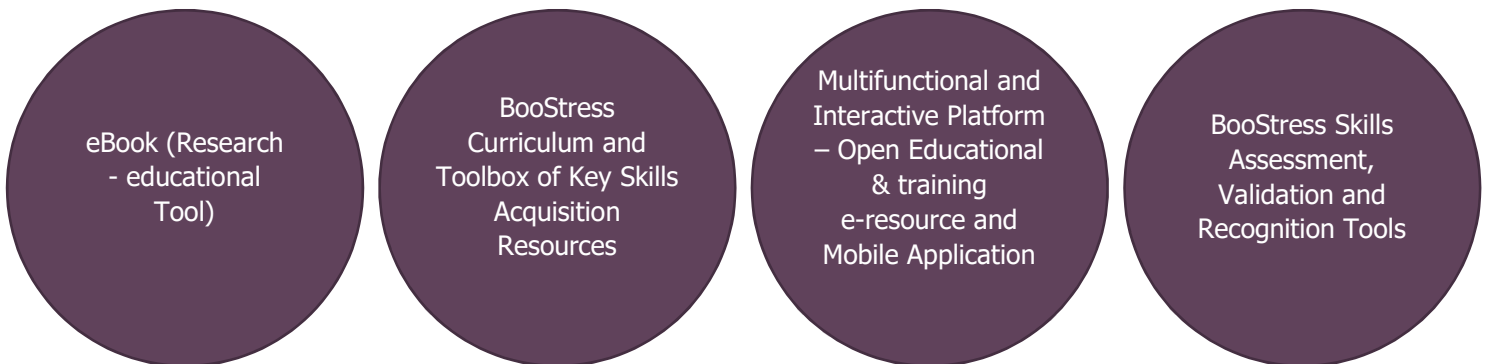 eBook (Research
- educational
Tool)
BooStress
Curriculum and
Toolbox of Key Skills
Acquisition
Resources
Multifunctional and
Interactive Platform
– Open Educational
& training
e-resource and
Mobile Application
BooStress Skills
Assessment,
Validation and
Recognition Tools